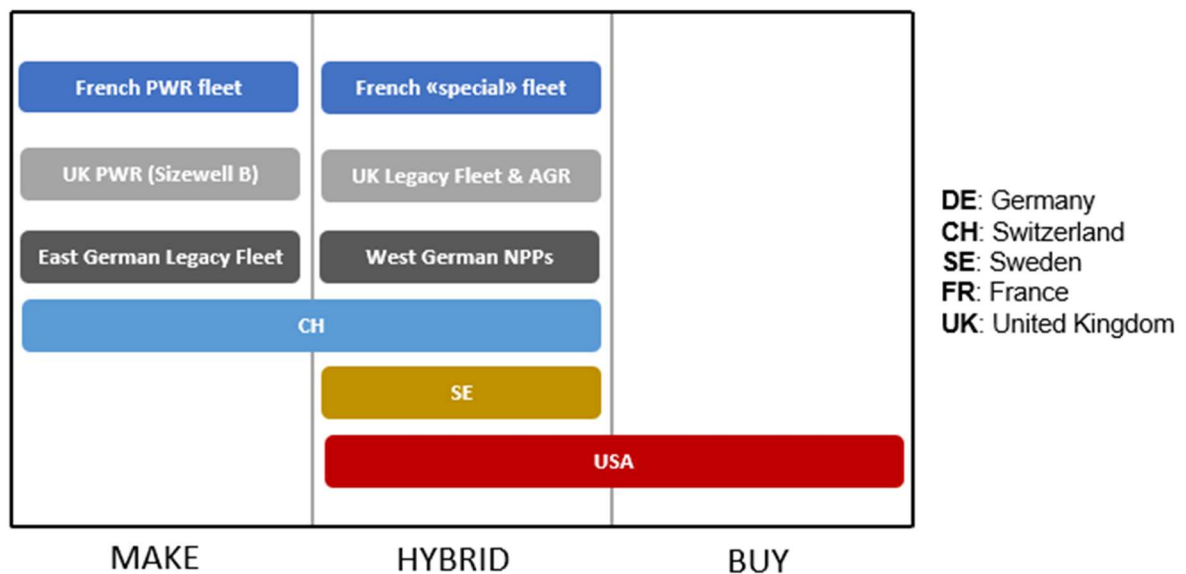 French PWR fleet
French «special» fleet
UK PWR (Sizewell B)
UK Legacy Fleet & AGR
East German Legacy Fleet
West German NPPs
CH
SE
USA
MAKE
HYBRID
BUY
DE: Germany
CH: Switzerland
SE: Sweden
FR: France
UK: United Kingdom